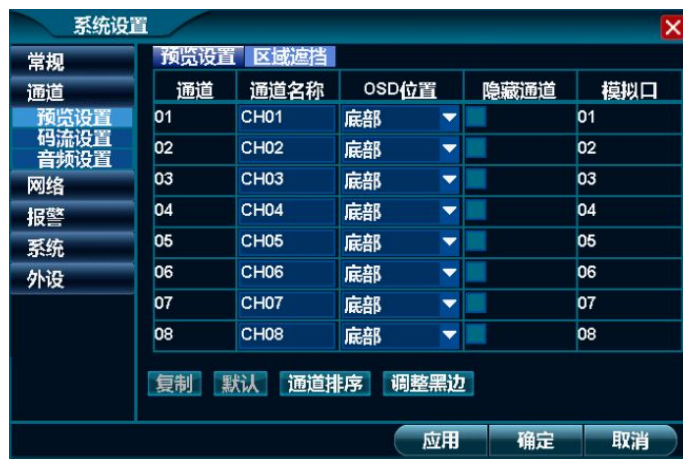 系统设置
常规
通道
预览设置
码流设置
音频设置
网络
报警
系统
外设
预览设置 区域遮挡
通道 通道名称 OSD位置 隐藏通道 模拟口
01 CH01 底部 01
02 CH02 底部 02
03 CH03 底部 03
04 CH04 底部 04
05 CH05 底部 05
06 CH06 底部 06
07 CH07 底部 07
08 CH08 底部 08
复制 默认 通道排序 调整黑边
应用 确定 取消